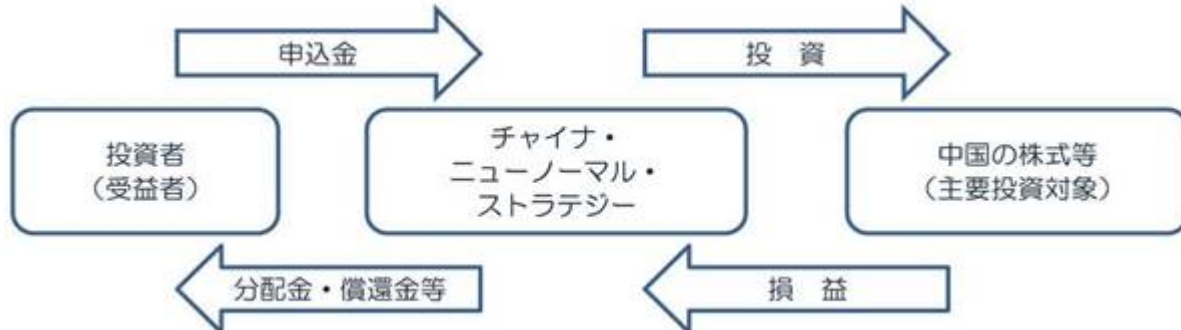 申込金
投　資
投資者
（受益者）
チャイナ・
ニューノーマル・
ストラテジー
中国の株式等
（主要投資対象）
分配金・償還金等
損　益